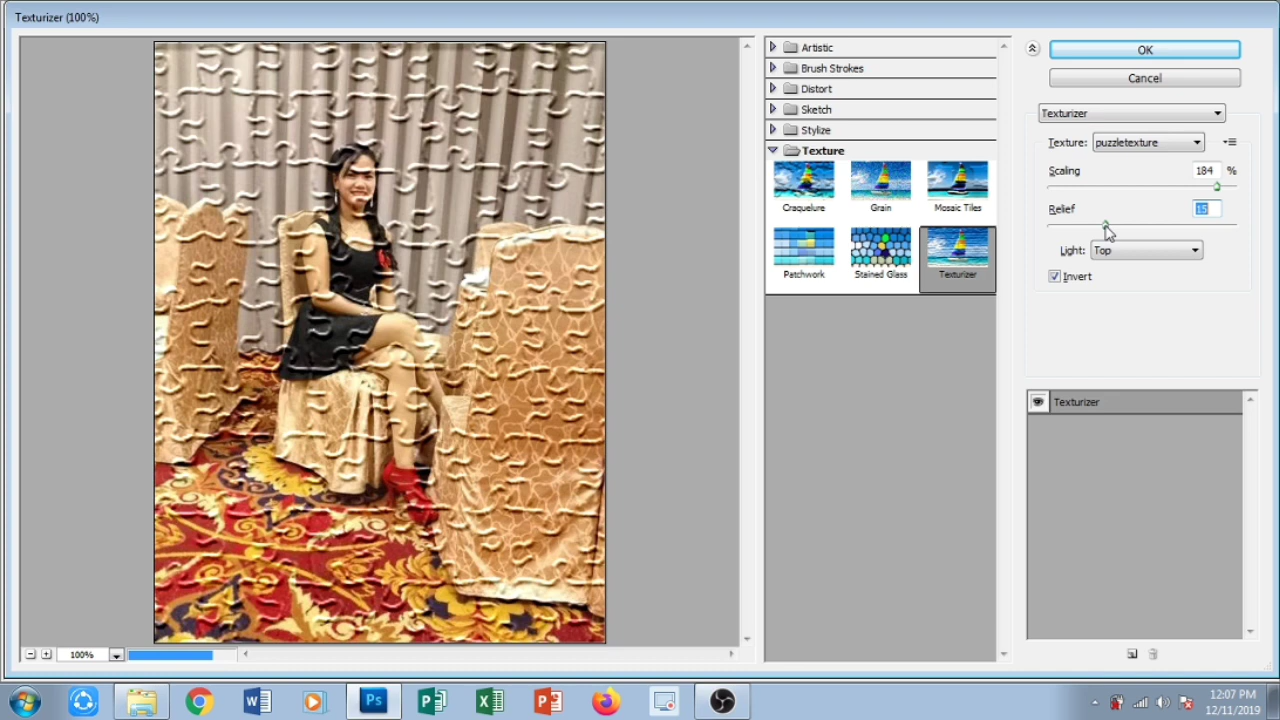 Texturizer (100%)
Artistic
Brush Strokes
Distort
Sketch
Stylize
Texture
Craquelure
Grain
Mosaic Tiles
Patchwork
Stained Glass
Texturizer
OK
Cancel
Texturizer
Texture: puzzletexture
Scaling 184 %
Relief 15
Light: Top
Invert
Texturizer
100%
Ps
12:07 PM
12/11/2019